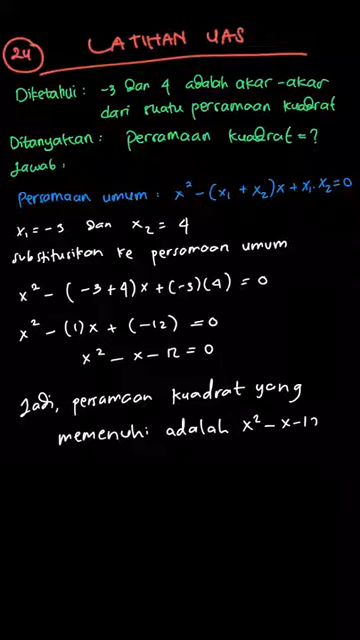 24
LATIHAN UAS
Diketahui : -3 dan 4 adalah akar-akar
dari suatu persamaan kuadrat
Ditanyakan : Persamaan kuadrat = ?
Jawab :
Persamaan umum : x² - (x₁ + x₂)x + x₁ . x₂ = 0
x₁ = -3 dan x₂ = 4
substitusikan ke persamaan umum
x² - (-3+4)x + (-3)(4) = 0
x² - (1)x + (-12) = 0
x² - x - 12 = 0
Jadi, persamaan kuadrat yang
memenuhi adalah x² - x - 12